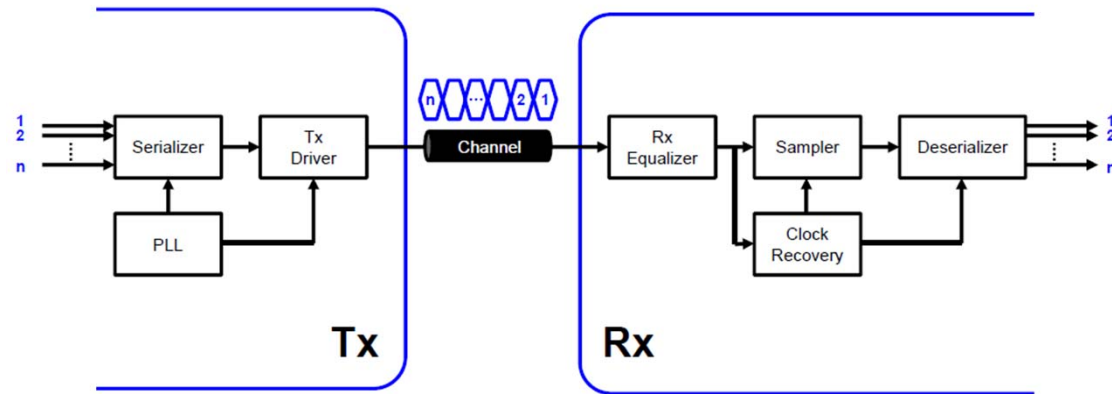 1
2
n
Serializer
Tx
Driver
PLL
Tx
n
...
2
1
Channel
Rx
Rx
Equalizer
Sampler
Deserializer
Clock
Recovery
1
2
n